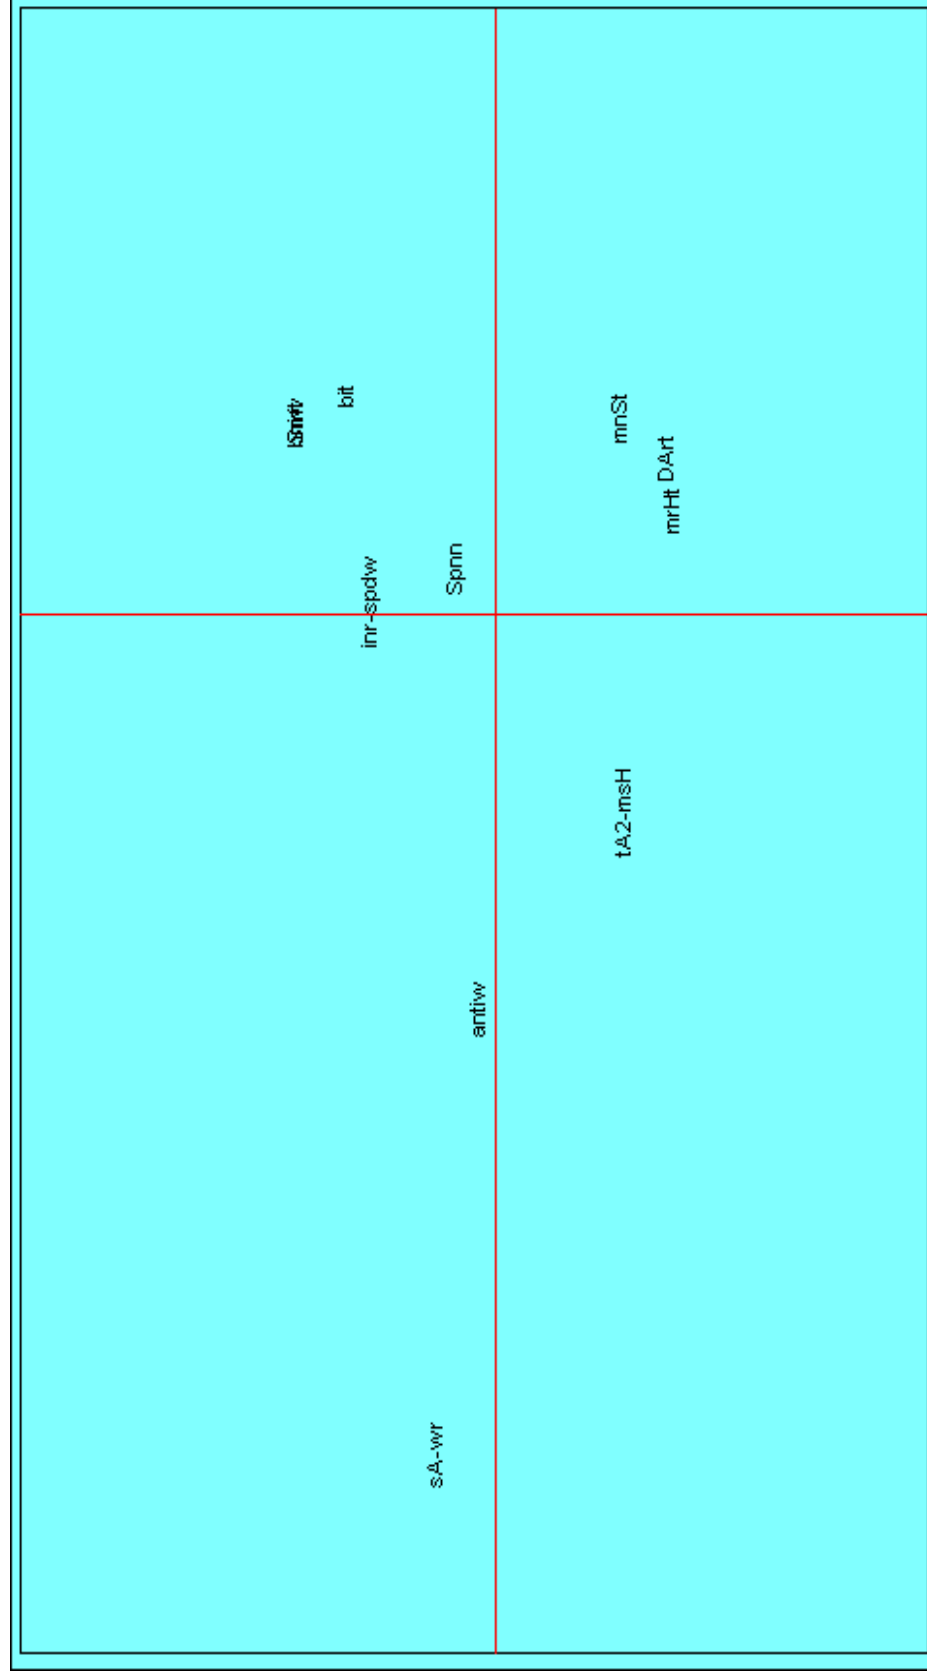 bit
mnSt
DArt
mrHt
Spnn
inr-spdw
tA2-msH
antiw
sA-wr